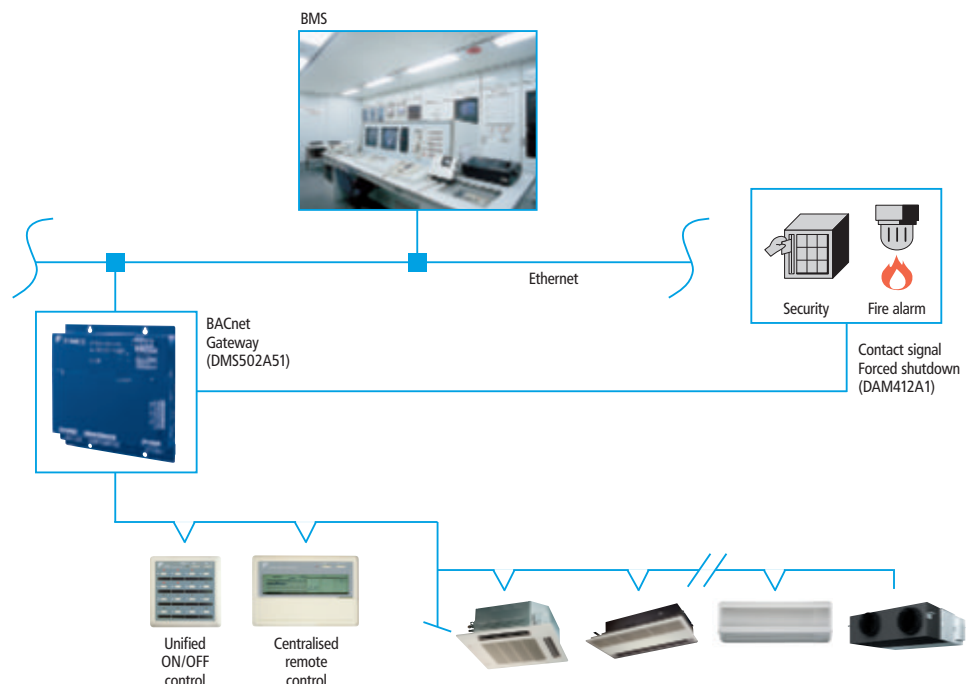 BMS
Ethernet
Security
Fire alarm
BACnet
Gateway
(DMS502A51)
Contact signal
Forced shutdown
(DAM412A1)
Unified
ON/OFF
control
Centralised
remote
control